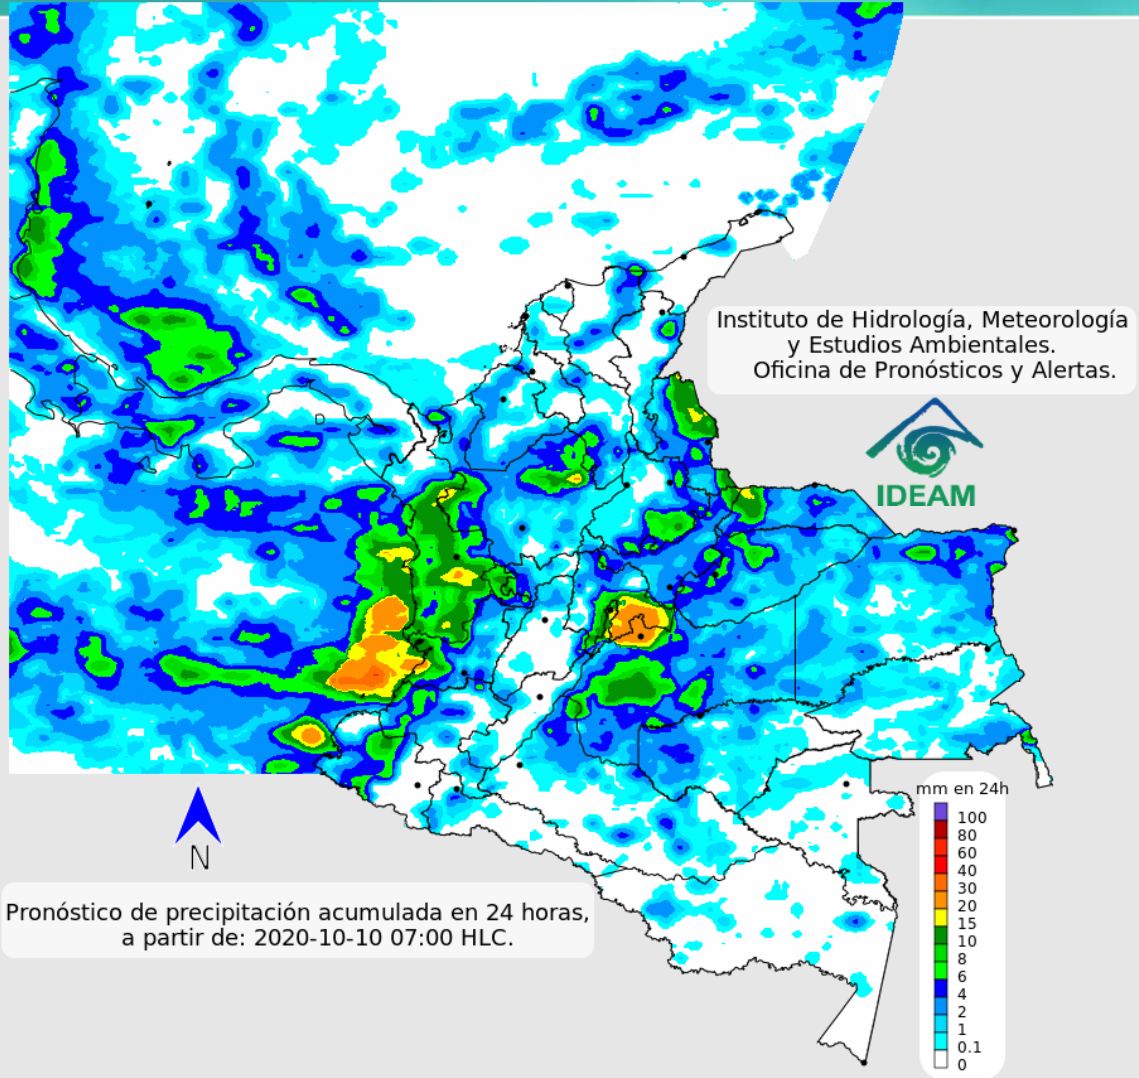 Instituto de Hidrología, Meteorología
y Estudios Ambientales.
Oficina de Pronósticos y Alertas.
IDEAM
mm en 24h
100
80
60
40
30
20
15
10
8
6
4
2
1
0.1
0
N
Pronóstico de precipitación acumulada en 24 horas,
a partir de: 2020-10-10 07:00 HLC.